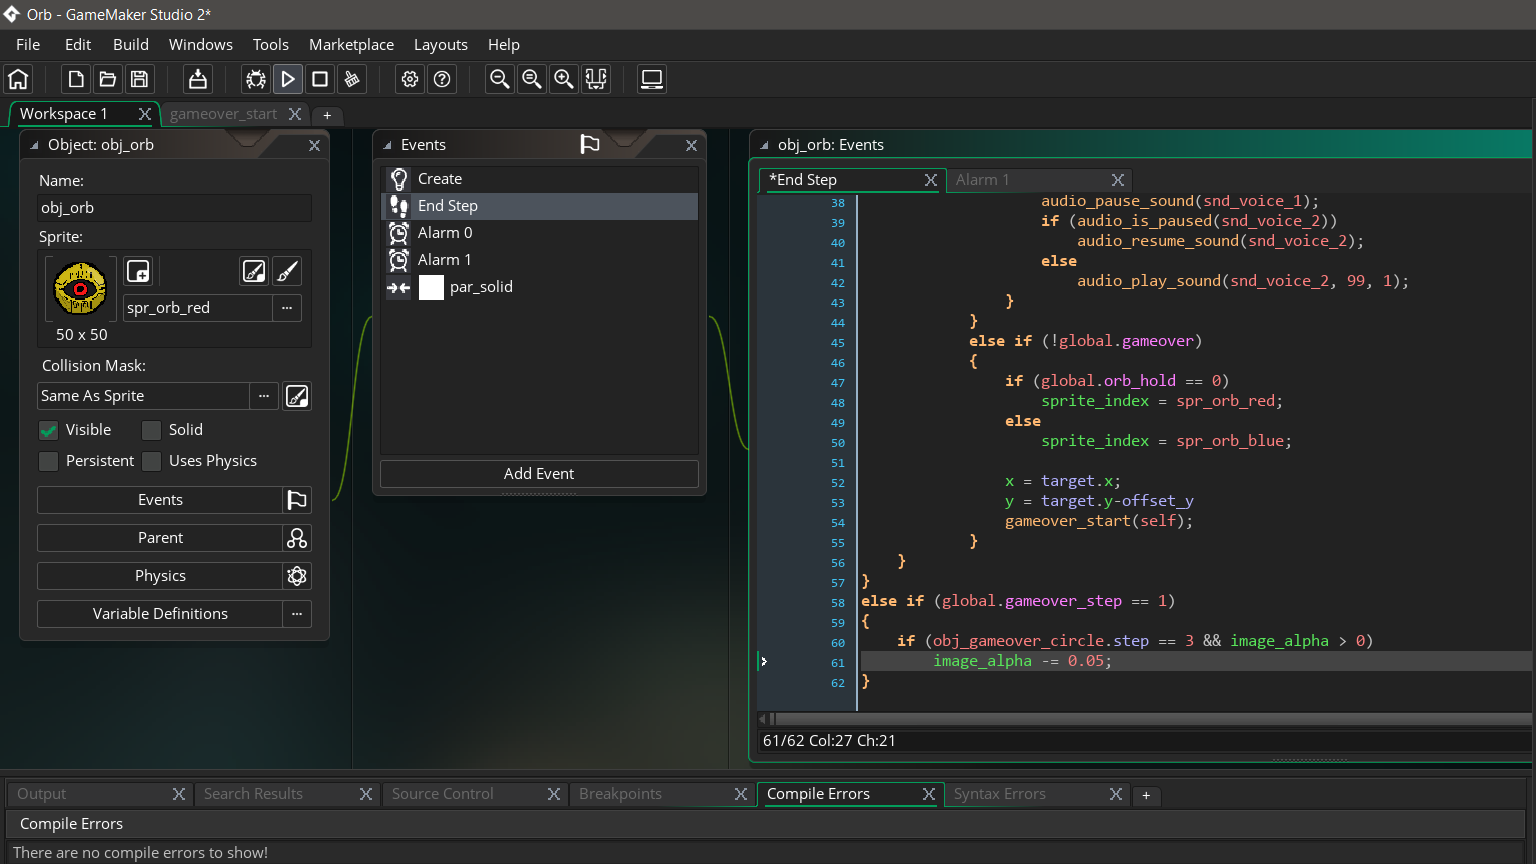 Orb - GameMaker Studio 2*
File Edit Build Windows Tools Marketplace Layouts Help
Workspace 1 gameover_start +
Object: obj_orb
Name:
obj_orb
Sprite:
spr_orb_red ...
50 x 50
Collision Mask:
Same As Sprite ...
Visible Solid
Persistent Uses Physics
Events
Parent
Physics
Variable Definitions ...
Events
Create
End Step
Alarm 0
Alarm 1
par_solid
Add Event
obj_orb: Events
*End Step Alarm 1
38 audio_pause_sound(snd_voice_1);
39 if (audio_is_paused(snd_voice_2))
40 audio_resume_sound(snd_voice_2);
41 else
42 audio_play_sound(snd_voice_2, 99, 1);
43 }
44 }
45 else if (!global.gameover)
46 {
47 if (global.orb_hold == 0)
48 sprite_index = spr_orb_red;
49 else
50 sprite_index = spr_orb_blue;
51
52 x = target.x;
53 y = target.y-offset_y
54 gameover_start(self);
55 }
56 }
57 }
58 else if (global.gameover_step == 1)
59 {
60 if (obj_gameover_circle.step == 3 && image_alpha > 0)
61 image_alpha -= 0.05;
62 }
61/62 Col:27 Ch:21
Output Search Results Source Control Breakpoints Compile Errors Syntax Errors +
Compile Errors
There are no compile errors to show!